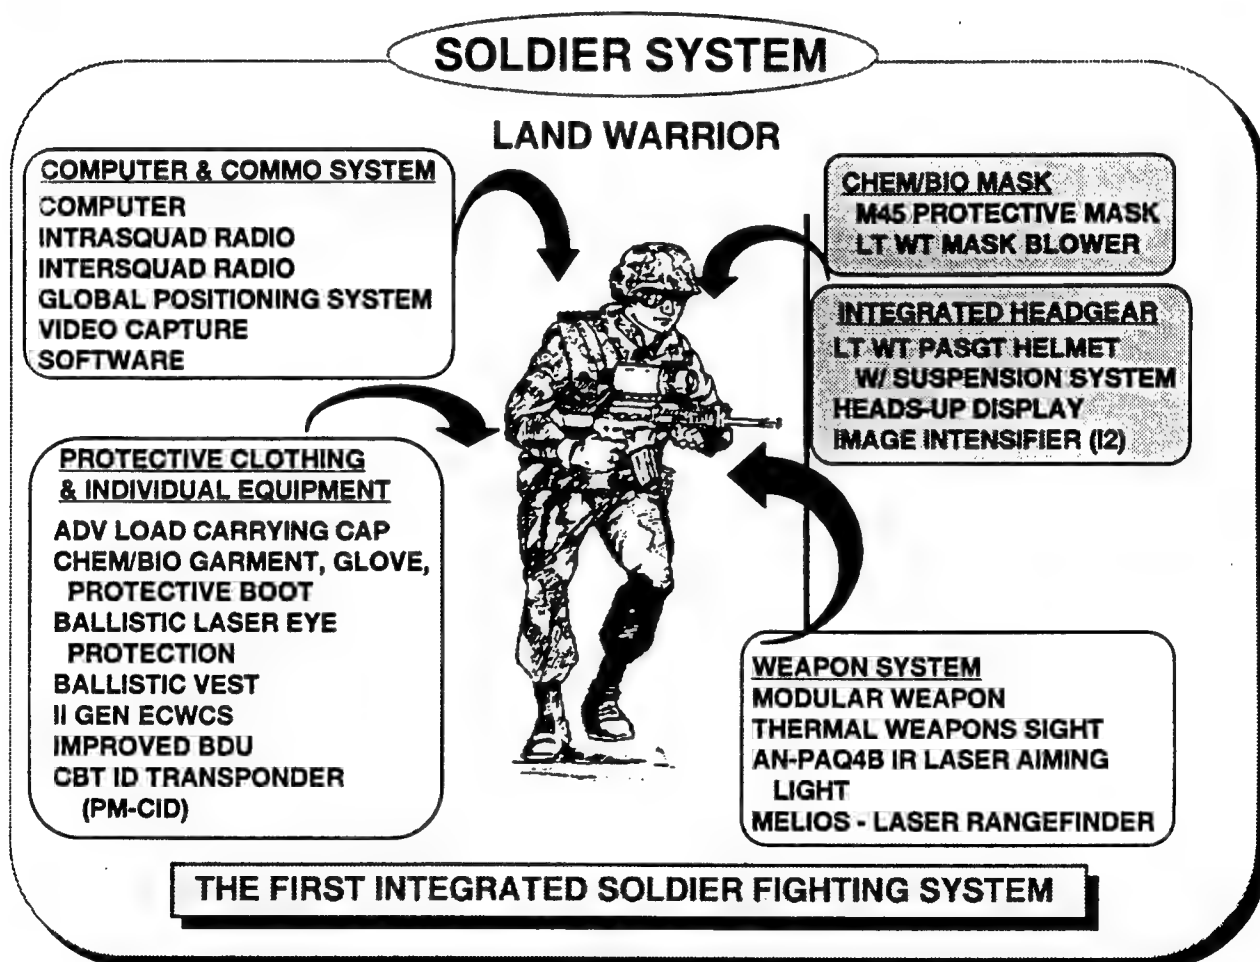 SOLDIER SYSTEM
LAND WARRIOR
COMPUTER & COMMO SYSTEM
COMPUTER
INTRASQUAD RADIO
INTERSQUAD RADIO
GLOBAL POSITIONING SYSTEM
VIDEO CAPTURE
SOFTWARE
CHEM/BIO MASK
M45 PROTECTIVE MASK
LT WT MASK BLOWER
INTEGRATED HEADGEAR
LT WT PASGT HELMET
W/ SUSPENSION SYSTEM
HEADS-UP DISPLAY
IMAGE INTENSIFIER (I2)
PROTECTIVE CLOTHING
& INDIVIDUAL EQUIPMENT
ADV LOAD CARRYING CAP
CHEM/BIO GARMENT, GLOVE,
PROTECTIVE BOOT
BALLISTIC LASER EYE
PROTECTION
BALLISTIC VEST
II GEN ECWCS
IMPROVED BDU
CBT ID TRANSPONDER
(PM-CID)
WEAPON SYSTEM
MODULAR WEAPON
THERMAL WEAPONS SIGHT
AN-PAQ4B IR LASER AIMING
LIGHT
MELIOS - LASER RANGEFINDER
THE FIRST INTEGRATED SOLDIER FIGHTING SYSTEM